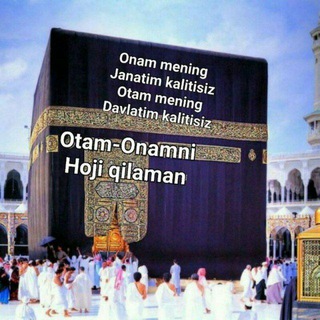 Onam mening
Janatim kalitisiz
Otam mening
Davlatim kalitisiz
Otam-Onamni
Hoji qilaman